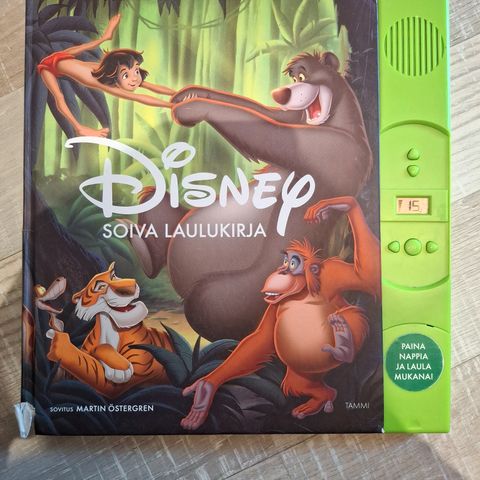 Disney
SOIVA LAULUKIRJA
15
PAINA
NAPPIA
JA LAULA
MUKANA!
SOVITUS MARTIN ÖSTERGREN
TAMMI